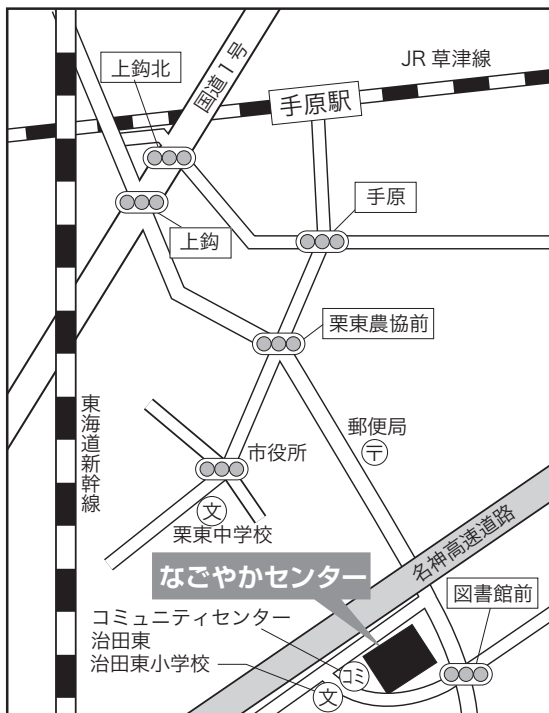 JR 草津線
上鈎北
国道1号
手原駅
手原
上鈎
栗東農協前
東海道新幹線
郵便局
〒
市役所
文
栗東中学校
名神高速道路
なごやかセンター
図書館前
コミュニティセンター
治田東
治田東小学校
コミ
文